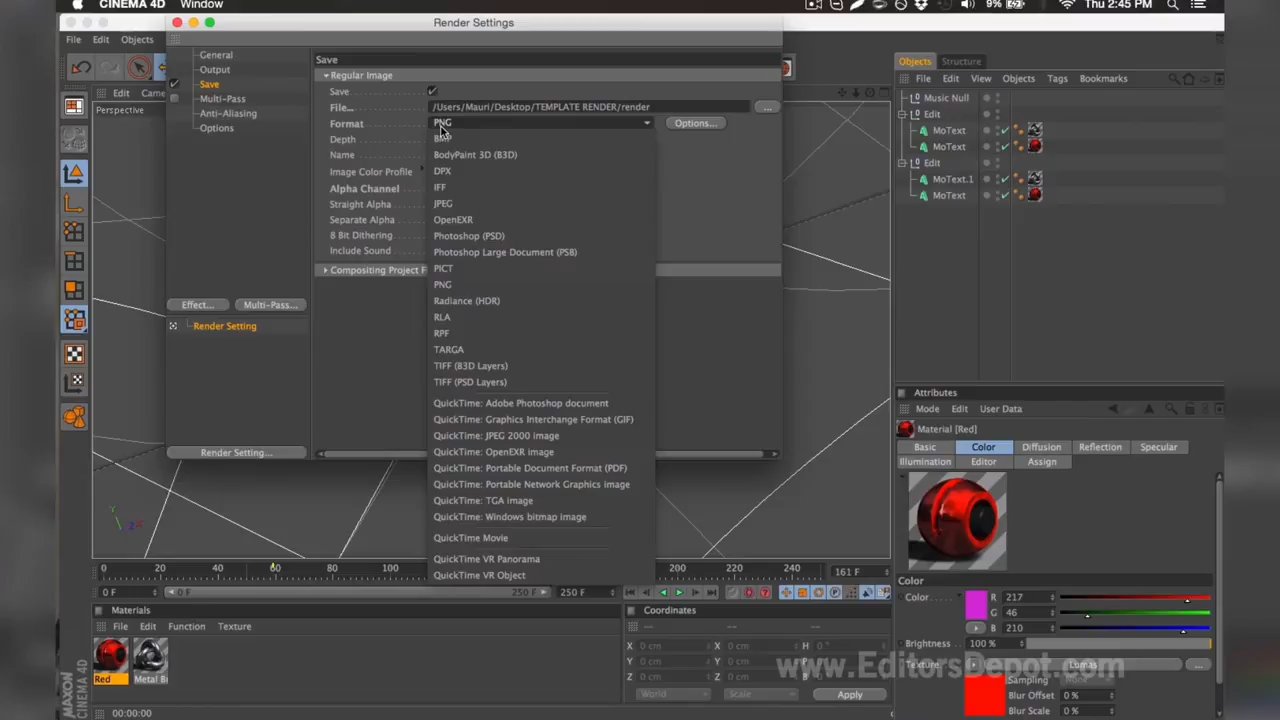 CINEMA 4D Window
9% Thu 2:45 PM
Render Settings
File Edit Objects
General
Output
Save
Multi-Pass
Anti-Aliasing
Options
Effect... Multi-Pass...
Render Setting
Render Setting...
Save
Regular Image
Save
File... /Users/Mauri/Desktop/TEMPLATE RENDER/render ...
Format PNG Options...
Depth
Name
Image Color Profile
Alpha Channel
Straight Alpha
Separate Alpha
8 Bit Dithering
Include Sound
Compositing Project F
BMP
BodyPaint 3D (B3D)
DPX
IFF
JPEG
OpenEXR
Photoshop (PSD)
Photoshop Large Document (PSB)
PICT
PNG
Radiance (HDR)
RLA
RPF
TARGA
TIFF (B3D Layers)
TIFF (PSD Layers)
QuickTime: Adobe Photoshop document
QuickTime: Graphics Interchange Format (GIF)
QuickTime: JPEG 2000 image
QuickTime: OpenEXR image
QuickTime: Portable Document Format (PDF)
QuickTime: Portable Network Graphics image
QuickTime: TGA image
QuickTime: Windows bitmap image
QuickTime Movie
QuickTime VR Panorama
QuickTime VR Object
Edit Came
Perspective
Y
Z X
Objects Structure
File Edit View Objects Tags Bookmarks
Music Null
Edit
MoText
MoText
Edit
MoText.1
MoText
Attributes
Mode Edit User Data
Material [Red]
Basic Color Diffusion Reflection Specular
Illumination Editor Assign
Color
Color R 217
G 46
B 210
Brightness 100 %
Texture Lumas ...
Sampling
Blur Offset 0 %
Blur Scale 0 %
0 20 40 60 80 100 200 220 240 161 F
0 F 0 F 250 F 250 F
Materials
File Edit Function Texture
Red Metal Br
Coordinates
-- -- --
X 0 cm X 0 cm H 0 °
Y 0 cm Y 0 cm P 0 °
Z 0 cm Z 0 cm B 0 °
World Scale Apply
MAXON CINEMA 4D
00:00:00
www.EditorsDepot.com